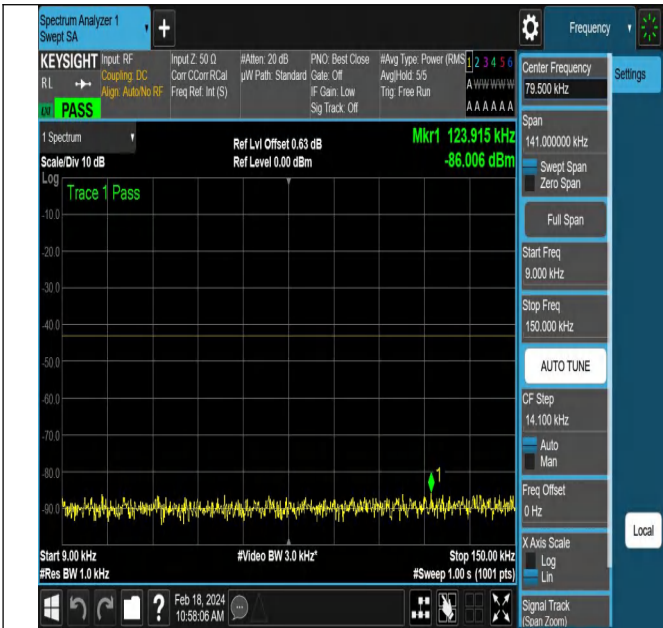 Spectrum Analyzer 1
Swept SA
+
Frequency
KEYSIGHT
RL
PASS
Input: RF
Coupling: DC
Align: Auto/No RF
Input Z: 50 Ω
Corr CCorr RCal
Freq Ref: Int (S)
#Atten: 20 dB
µW Path: Standard
PNO: Best Close
Gate: Off
IF Gain: Low
Sig Track: Off
#Avg Type: Power (RMS
Avg|Hold: 5/5
Trig: Free Run
1 2 3 4 5 6
A W W W W W
A A A A A A
Center Frequency
79.500 kHz
Settings
Span
141.000000 kHz
Swept Span
Zero Span
Full Span
Start Freq
9.000 kHz
Stop Freq
150.000 kHz
AUTO TUNE
CF Step
14.100 kHz
Auto
Man
Freq Offset
0 Hz
X Axis Scale
Log
Lin
Signal Track
(Span Zoom)
Local
1 Spectrum
Scale/Div 10 dB
Ref Lvl Offset 0.63 dB
Ref Level 0.00 dBm
Mkr1 123.915 kHz
-86.006 dBm
Log
Trace 1 Pass
-10.0
-20.0
-30.0
-40.0
-50.0
-60.0
-70.0
-80.0
-90.0
1
Start 9.00 kHz
#Res BW 1.0 kHz
#Video BW 3.0 kHz*
Stop 150.00 kHz
#Sweep 1.00 s (1001 pts)
?
Feb 18, 2024
10:58:06 AM